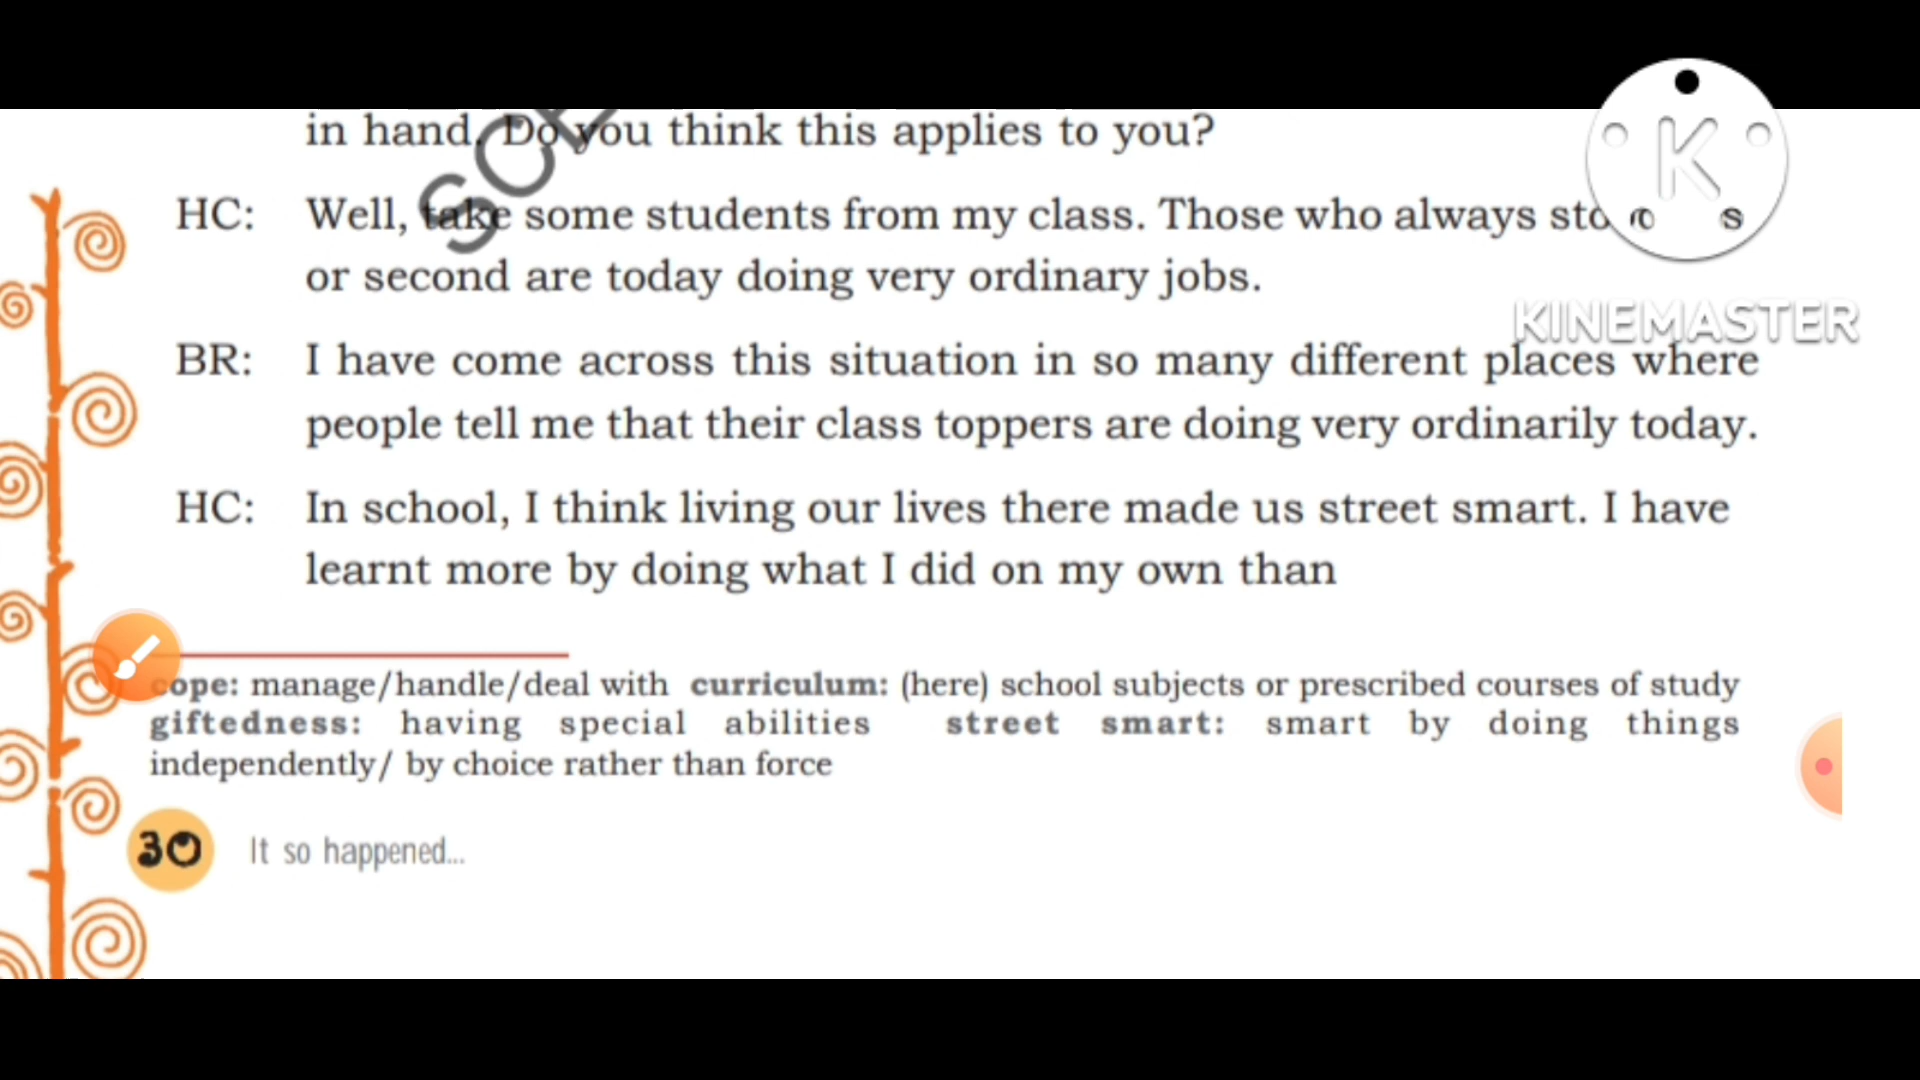 in hand. Do you think this applies to you?
HC: Well, take some students from my class. Those who always
or second are today doing very ordinary jobs.
KINEMASTER
BR: I have come across this situation in so many different places where
people tell me that their class toppers are doing very ordinarily today.
HC: In school, I think living our lives there made us street smart. I have
learnt more by doing what I did on my own than
cope: manage/handle/deal with curriculum: (here) school subjects or prescribed courses of study
giftedness: having special abilities street smart: smart by doing things
independently/ by choice rather than force
30 It so happened...
K